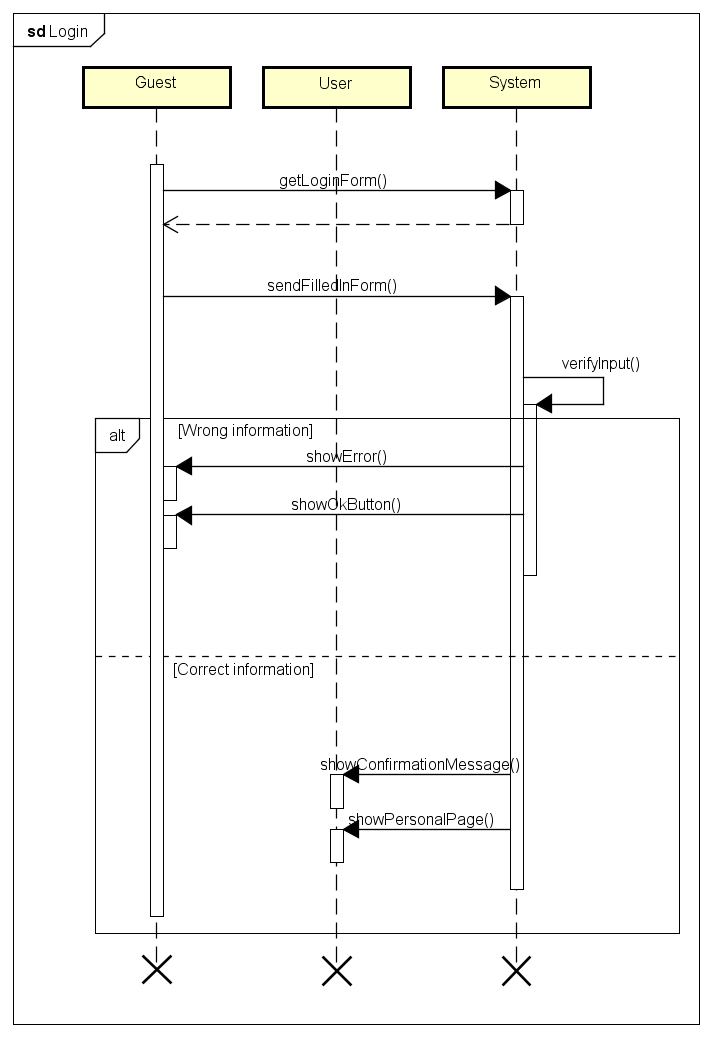 sd Login
Guest
User
System
getLoginForm()
sendFilledInForm()
verifyInput()
alt
[Wrong information]
showError()
showOkButton()
[Correct information]
showConfirmationMessage()
showPersonalPage()